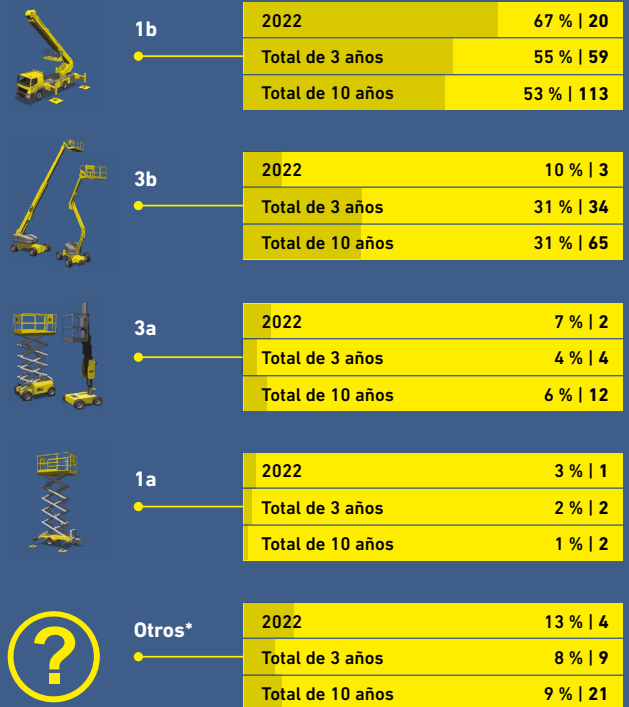 1b
2022 67 % | 20
Total de 3 años 55 % | 59
Total de 10 años 53 % | 113
3b
2022 10 % | 3
Total de 3 años 31 % | 34
Total de 10 años 31 % | 65
3a
2022 7 % | 2
Total de 3 años 4 % | 4
Total de 10 años 6 % | 12
1a
2022 3 % | 1
Total de 3 años 2 % | 2
Total de 10 años 1 % | 2
?
Otros*
2022 13 % | 4
Total de 3 años 8 % | 9
Total de 10 años 9 % | 21